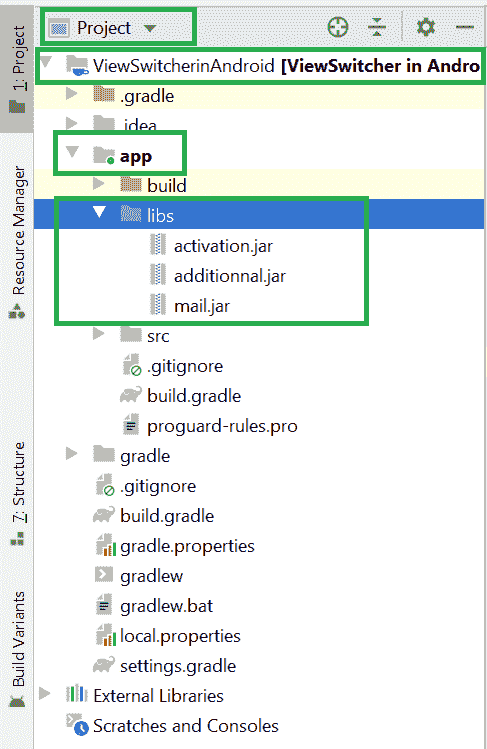 Project
ViewSwitcherinAndroid [ViewSwitcher in Andro
.gradle
.idea
app
build
libs
activation.jar
additionnal.jar
mail.jar
src
.gitignore
build.gradle
proguard-rules.pro
gradle
.gitignore
build.gradle
gradle.properties
gradlew
gradlew.bat
local.properties
settings.gradle
External Libraries
Scratches and Consoles
1: Project
Resource Manager
7: Structure
Build Variants